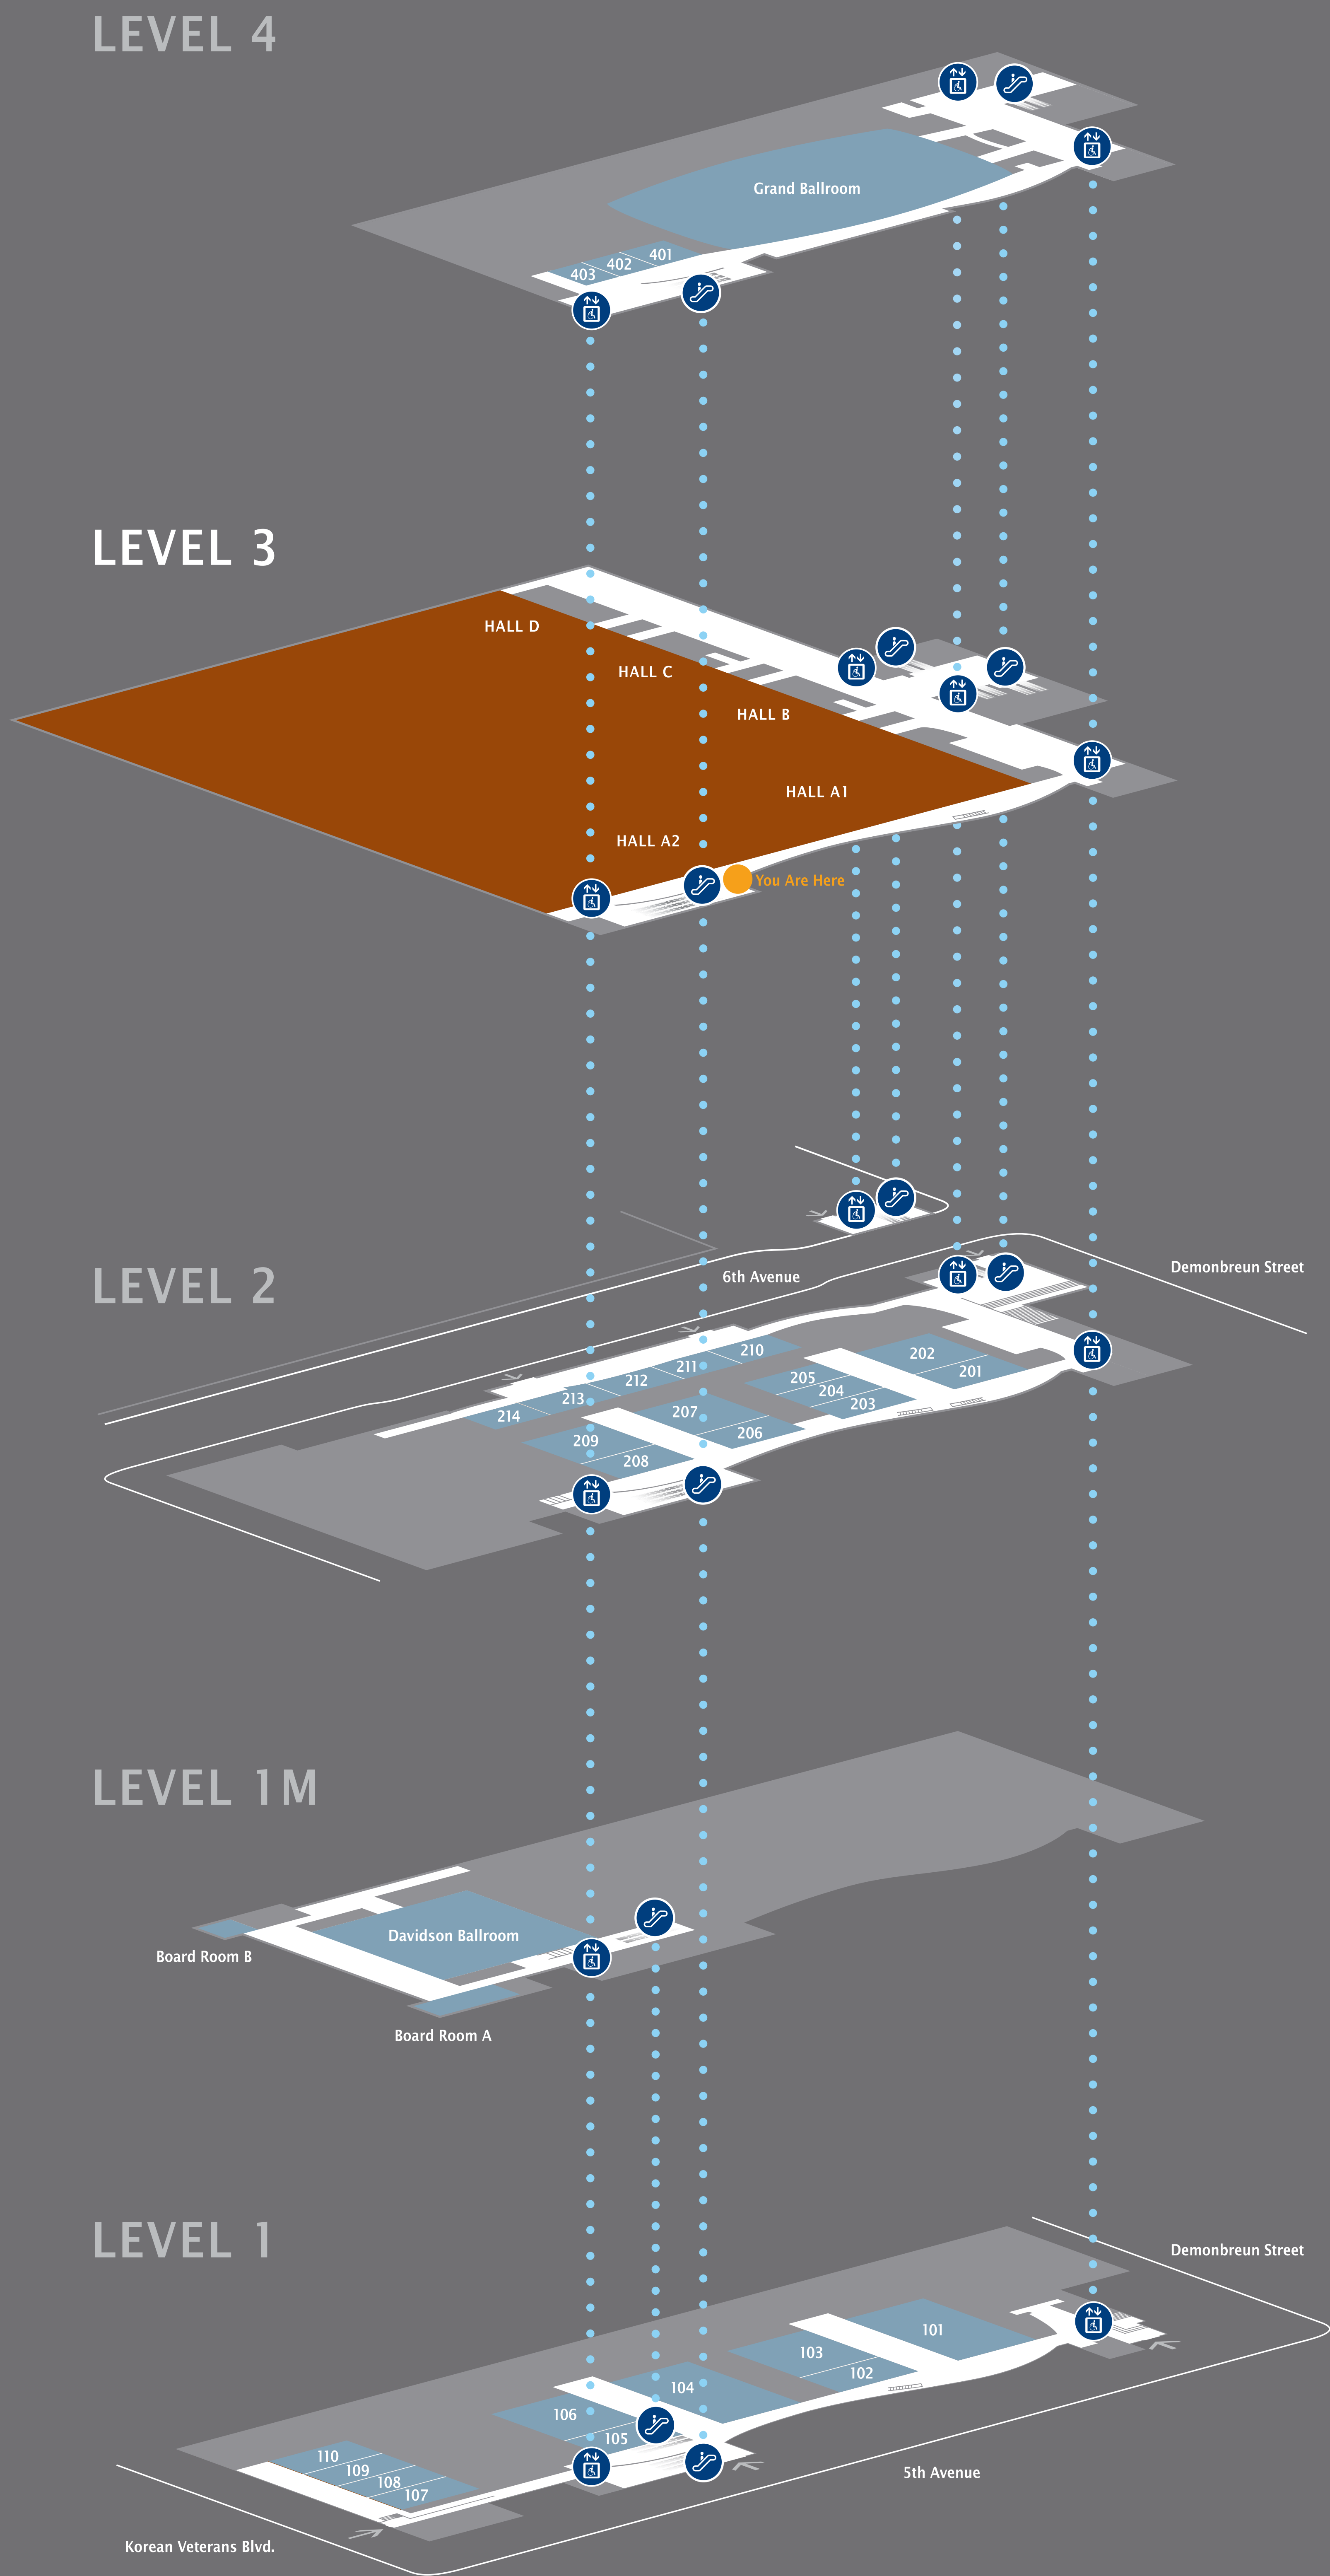 LEVEL 4
Grand Ballroom
401
402
403
LEVEL 3
HALL D
HALL C
HALL B
HALL A1
HALL A2
You Are Here
LEVEL 2
6th Avenue
Demonbreun Street
210
202
211
201
205
212
204
213
203
207
214
206
209
208
LEVEL 1M
Davidson Ballroom
Board Room B
Board Room A
LEVEL 1
Demonbreun Street
101
103
102
104
106
105
110
109
108
107
5th Avenue
Korean Veterans Blvd.